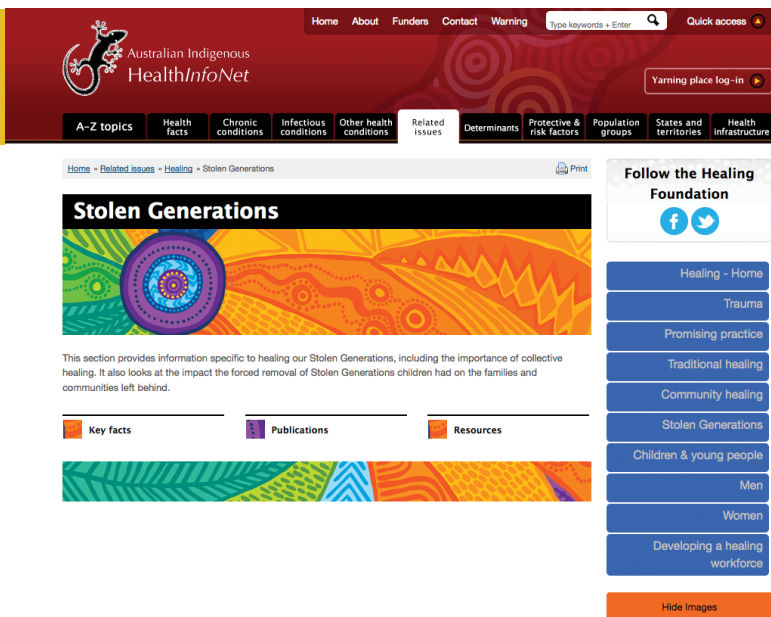 Home About Funders Contact Warning Type keywords + Enter Quick access
Australian Indigenous
HealthInfoNet
Yarning place log-in
A-Z topics
Health
facts
Chronic
conditions
Infectious
conditions
Other health
conditions
Related
issues
Determinants
Protective &
risk factors
Population
groups
States and
territories
Health
infrastructure
Home » Related issues » Healing » Stolen Generations Print
Stolen Generations
This section provides information specific to healing our Stolen Generations, including the importance of collective
healing. It also looks at the impact the forced removal of Stolen Generations children had on the families and
communities left behind.
Key facts
Publications
Resources
Follow the Healing
Foundation
Healing - Home
Trauma
Promising practice
Traditional healing
Community healing
Stolen Generations
Children & young people
Men
Women
Developing a healing
workforce
Hide Images